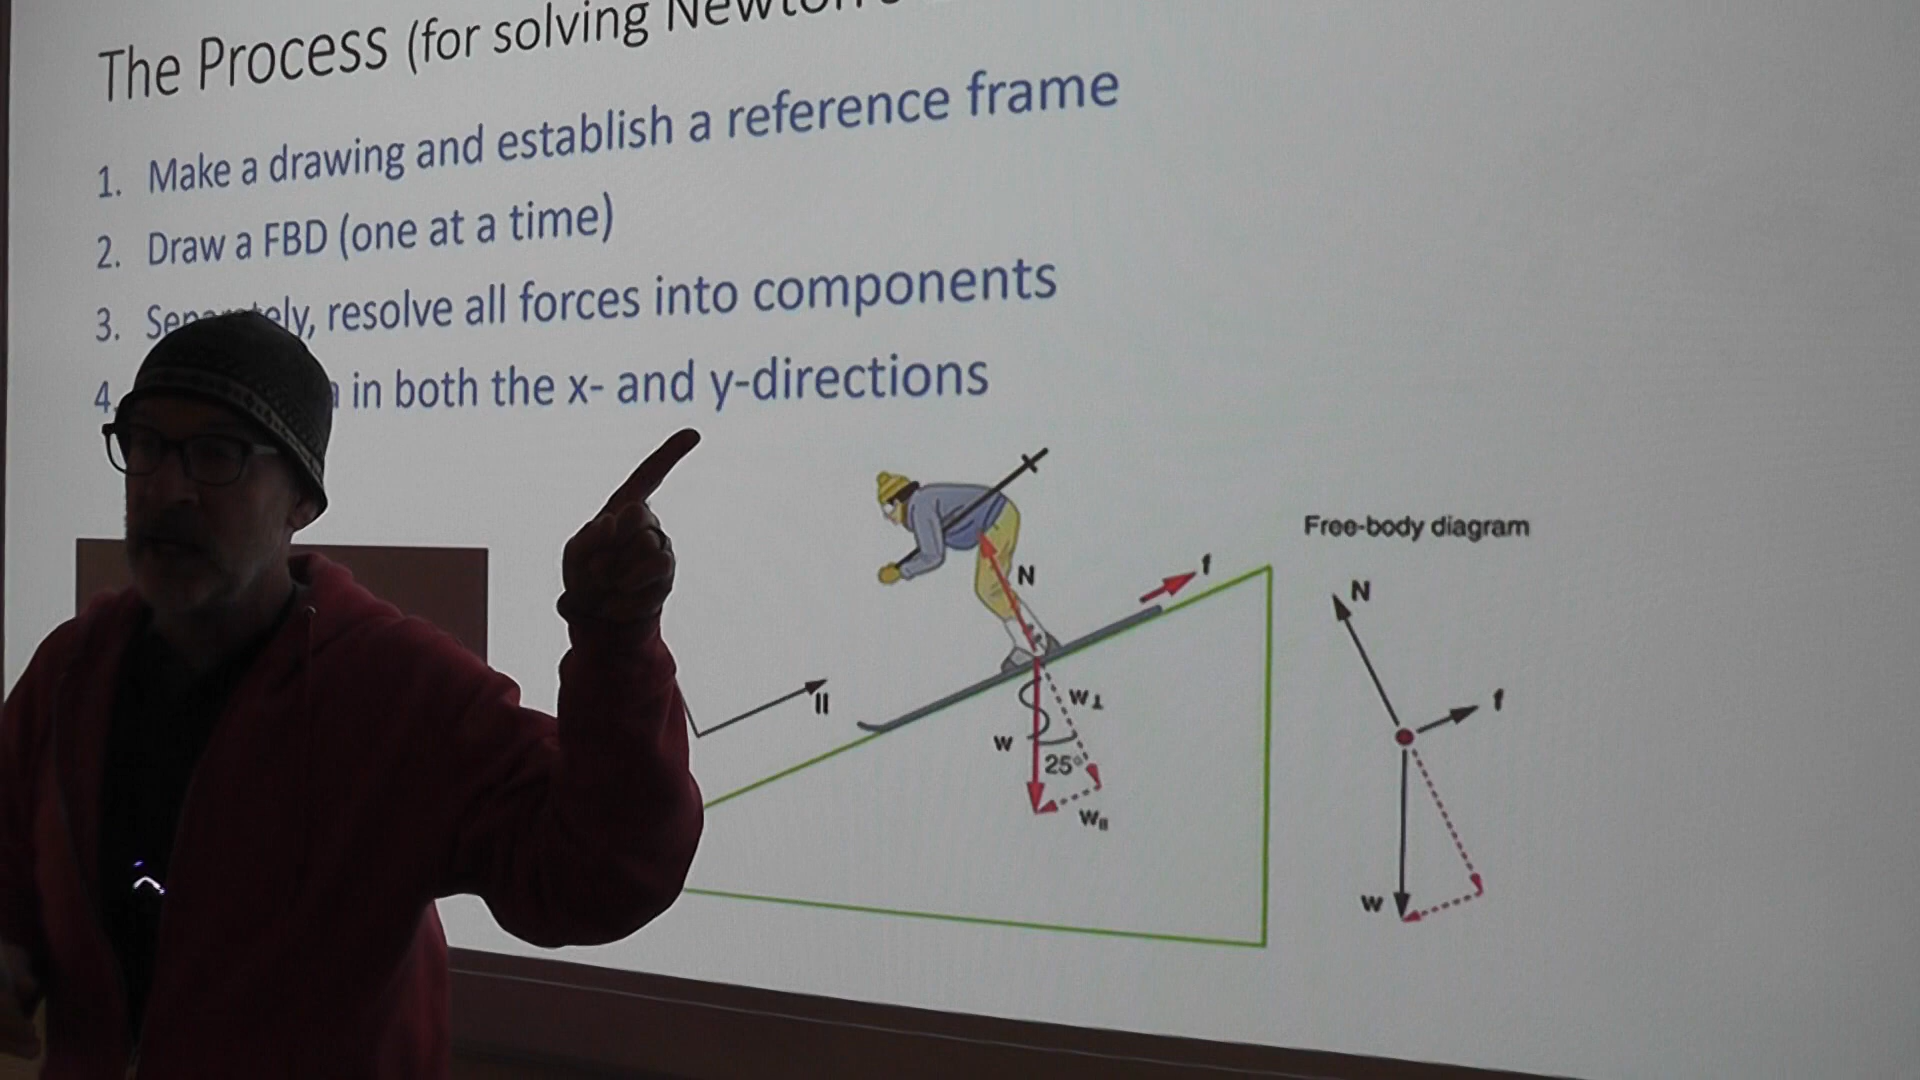 The Process (for solving
1. Make a drawing and establish a reference frame
2. Draw a FBD (one at a time)
3. resolve all forces into components
4. in both the x- and y-directions
Free-body diagram
f
N
N
||
f
W⊥
W
25°
W||
W